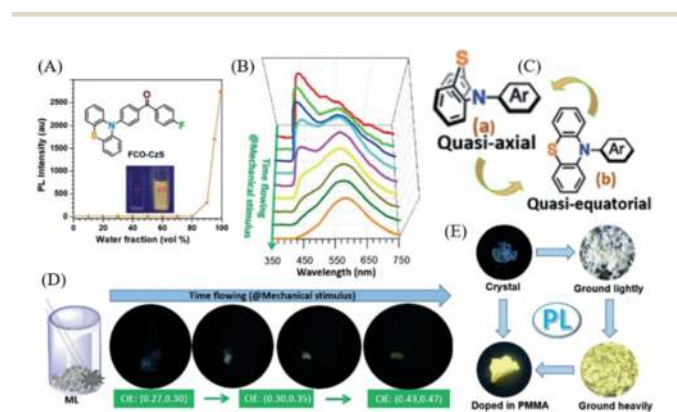 (A)
PL Intensity (au)
2500
2000
1500
1000
500
0
0 20 40 60 80 100
Water fraction (vol %)
O
N
S
F
FCO-CzS
(B)
Time flowing
@Mechanical stimulus
350 450 550 650 750
Wavelength (nm)
(C)
S
N
Ar
(a)
Quasi-axial
S
N
Ar
(b)
Quasi-equatorial
(D)
ML
Time flowing (@Mechanical stimulus)
CIE: (0.27,0.30)
CIE: (0.30,0.35)
CIE: (0.43,0.47)
(E)
Crystal
Ground lightly
PL
Doped in PMMA
Ground heavily